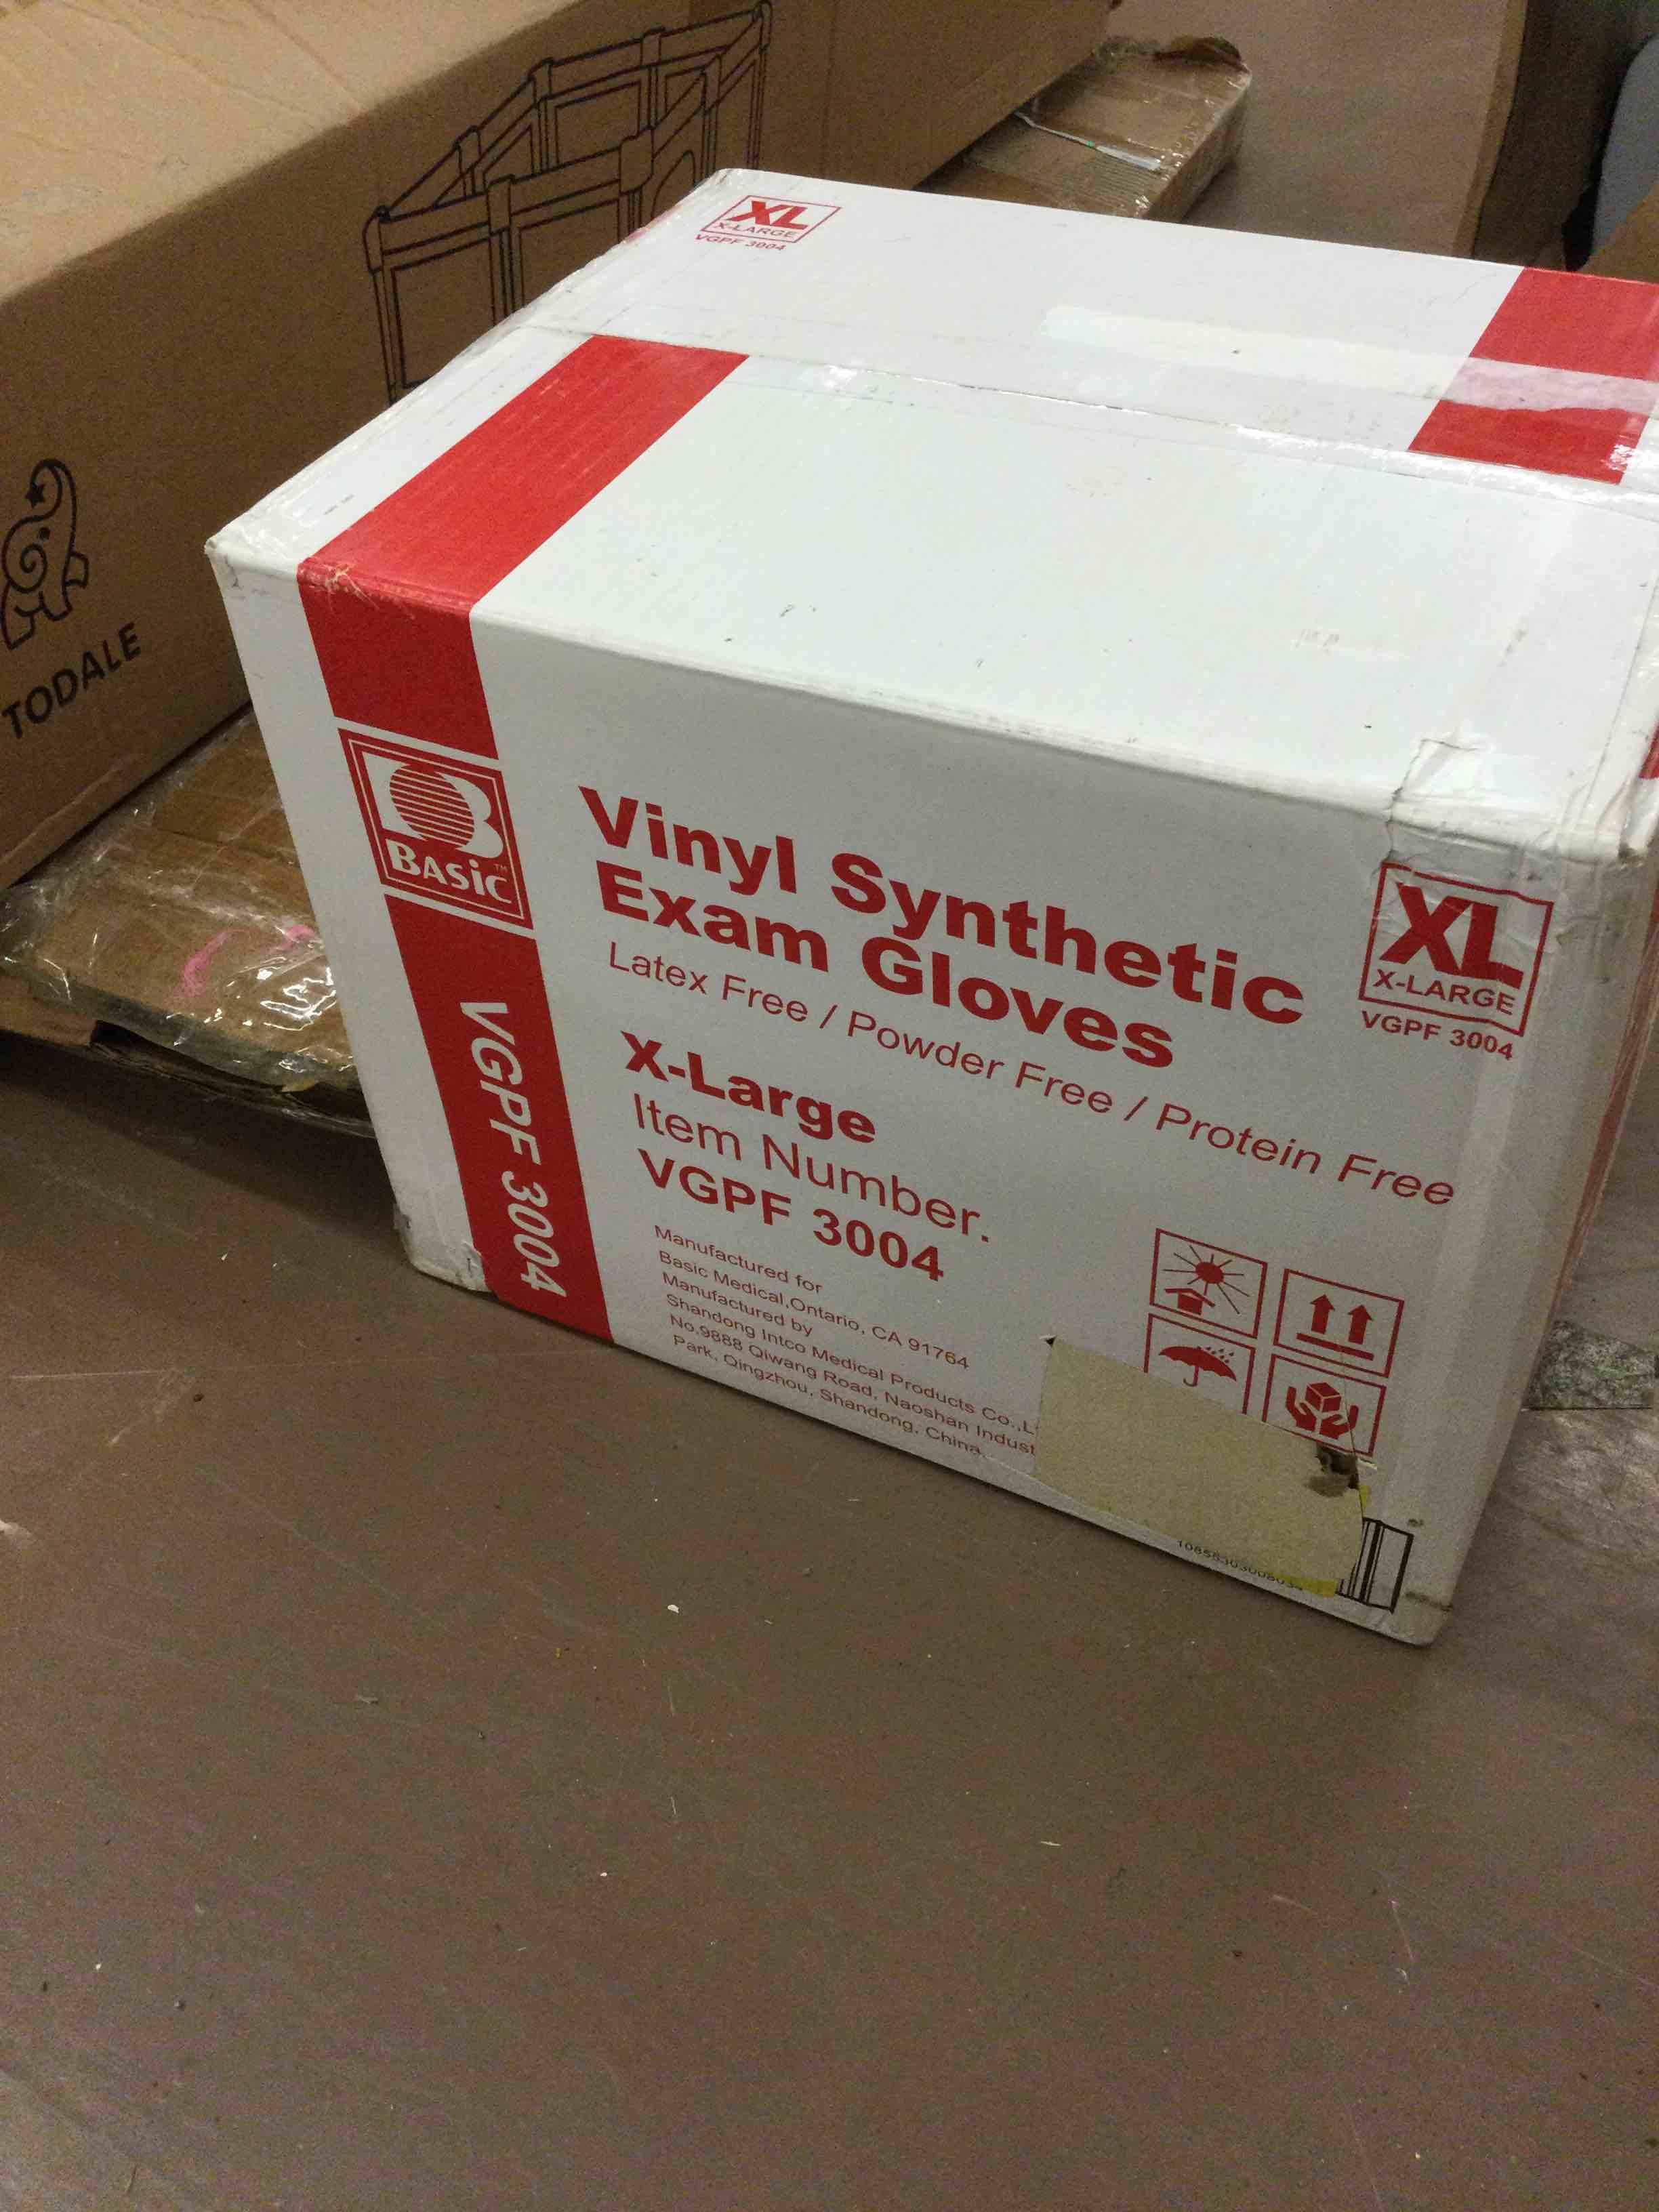 XL
X-LARGE
VGPF 3004
TODALE
BASiC™
VGPF 3004
Vinyl Synthetic
Exam Gloves
Latex Free / Powder Free / Protein Free
XL
X-LARGE
VGPF 3004
X-Large
Item Number.
VGPF 3004
Manufactured for
Basic Medical,Ontario, CA 91764
Manufactured by
Shandong Intco Medical Products Co.,L
No.9888 Qiwang Road, Naoshan Indust
Park, Qingzhou, Shandong, China.